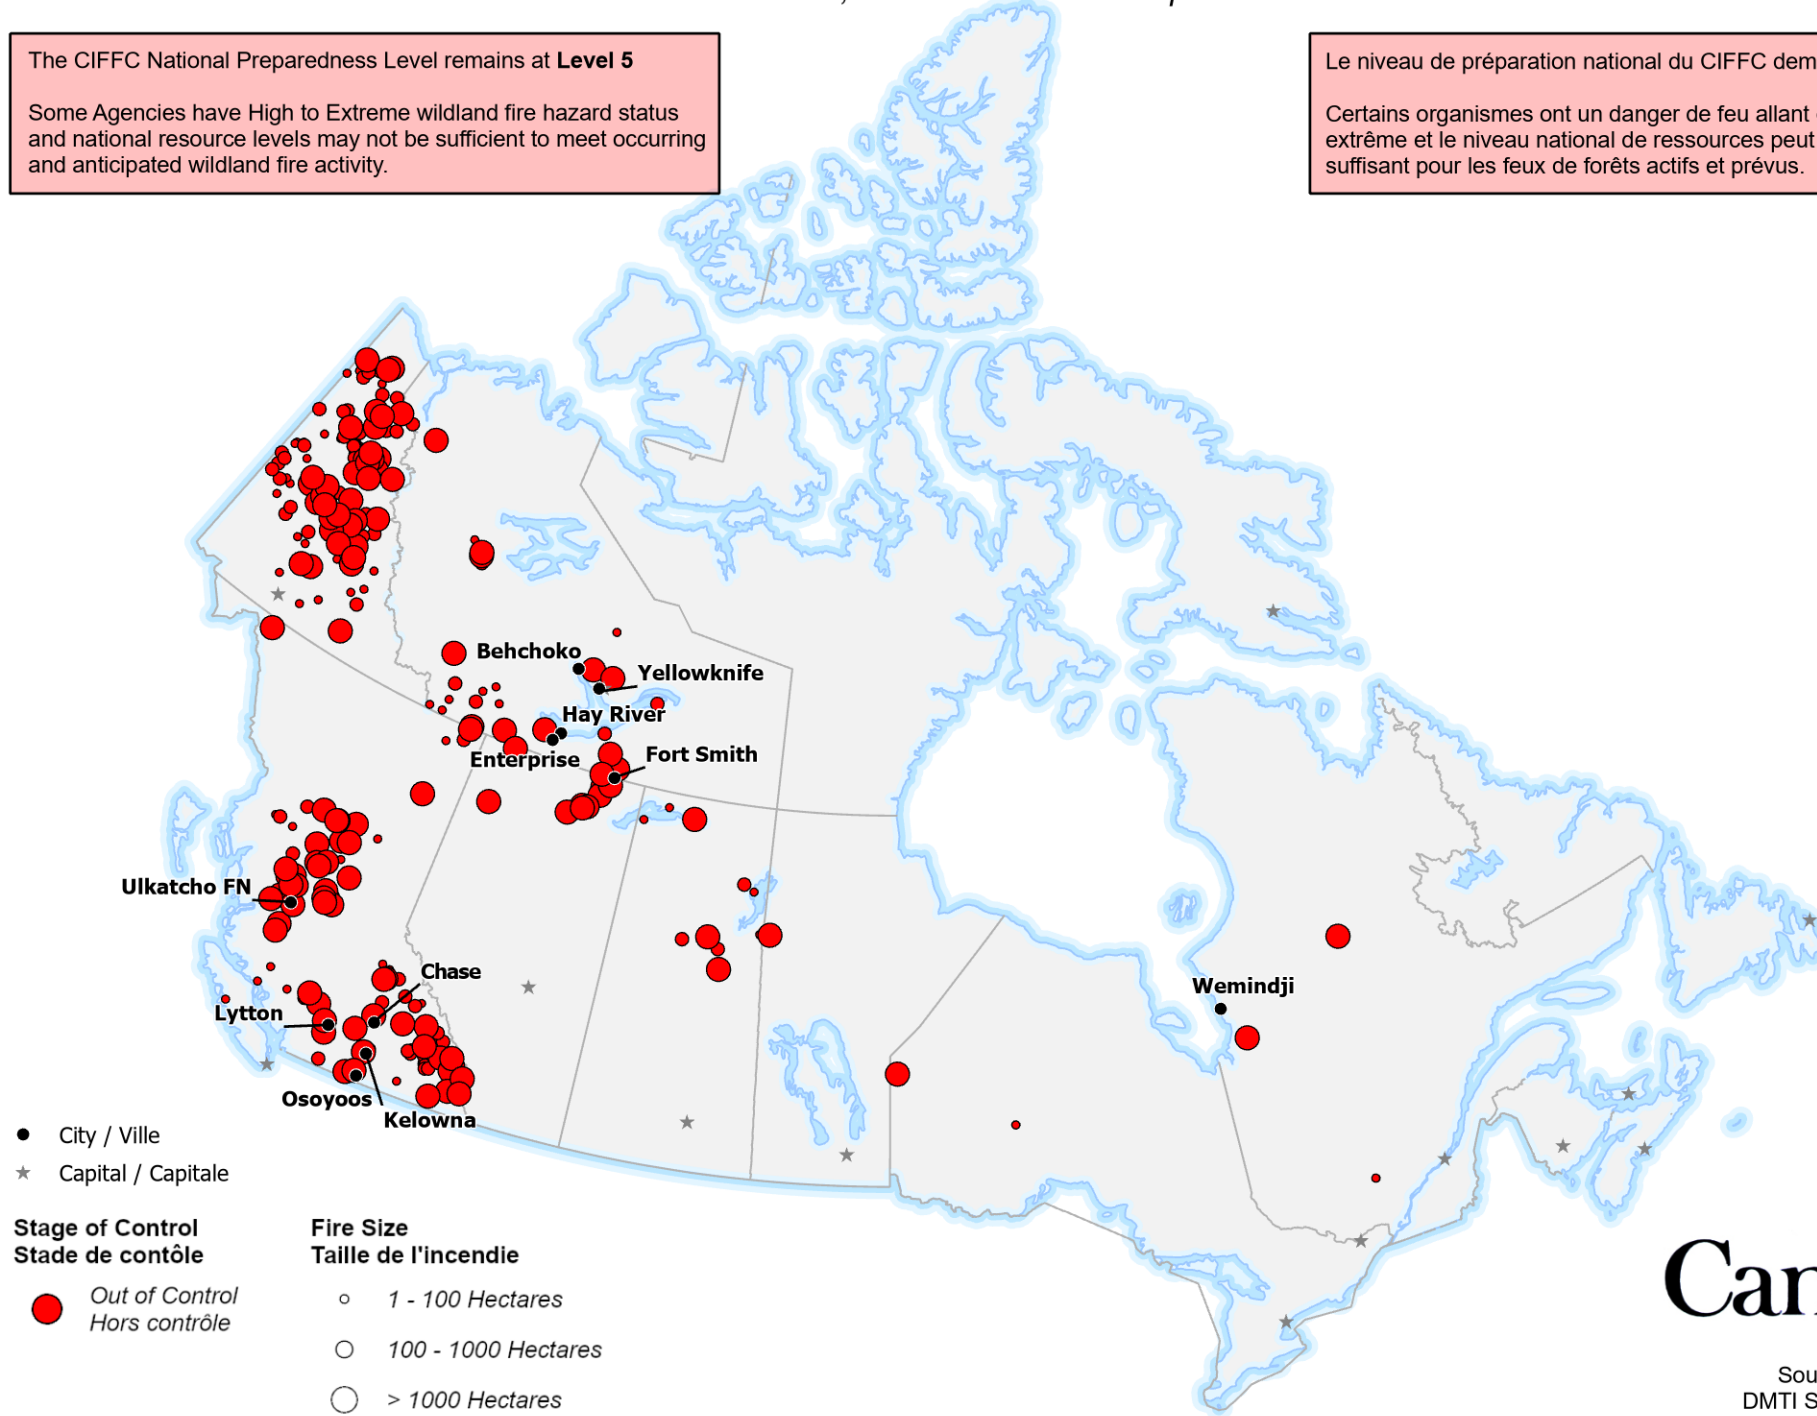 The CIFFC National Preparedness Level remains at Level 5
Some Agencies have High to Extreme wildland fire hazard status
and national resource levels may not be sufficient to meet occurring
and anticipated wildland fire activity.
Le niveau de préparation national du CIFFC dem
Certains organismes ont un danger de feu allant
extrême et le niveau national de ressources peut
suffisant pour les feux de forêts actifs et prévus.
Behchoko
Yellowknife
Hay River
Enterprise
Fort Smith
Ulkatcho FN
Chase
Lytton
Wemindji
Osoyoos
Kelowna
City / Ville
Capital / Capitale
Stage of Control
Stade de contôle
Out of Control
Hors contrôle
Fire Size
Taille de l'incendie
1 - 100 Hectares
100 - 1000 Hectares
> 1000 Hectares
Can
Sou
DMTI S